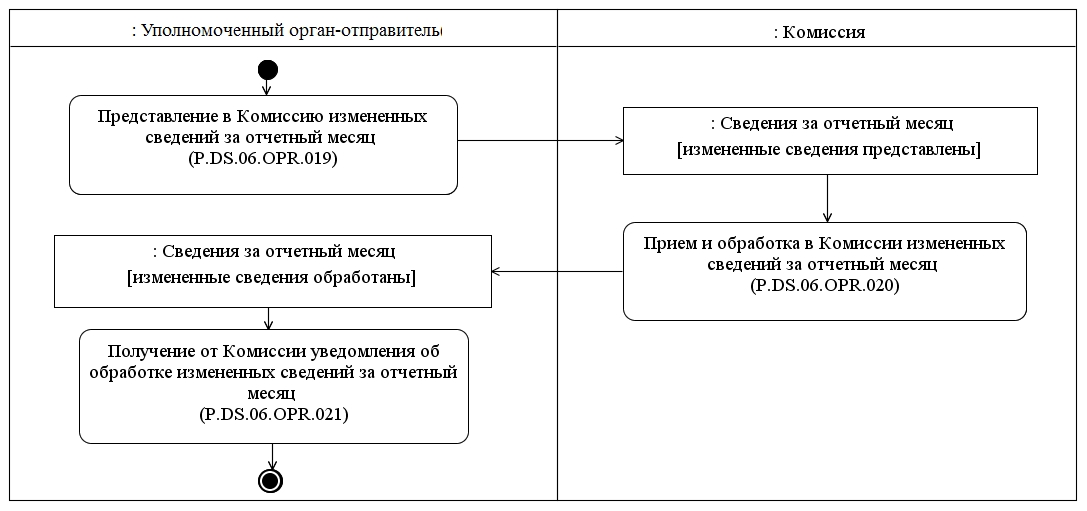 : Уполномоченный орган-отправитель
: Комиссия
Представление в Комиссию измененных
сведений за отчетный месяц
(P.DS.06.OPR.019)
: Сведения за отчетный месяц
[измененные сведения представлены]
Прием и обработка в Комиссии измененных
сведений за отчетный месяц
(P.DS.06.OPR.020)
: Сведения за отчетный месяц
[измененные сведения обработаны]
Получение от Комиссии уведомления об
обработке измененных сведений за отчетный
месяц
(P.DS.06.OPR.021)